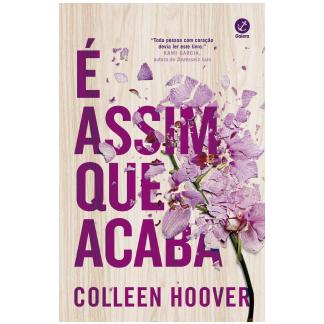 "Toda pessoa com coração
devia ler este livro."
KAMI GARCIA,
autora de Dezesseis luas
Galera
É
ASSIM
QUE
ACABA
COLLEEN HOOVER